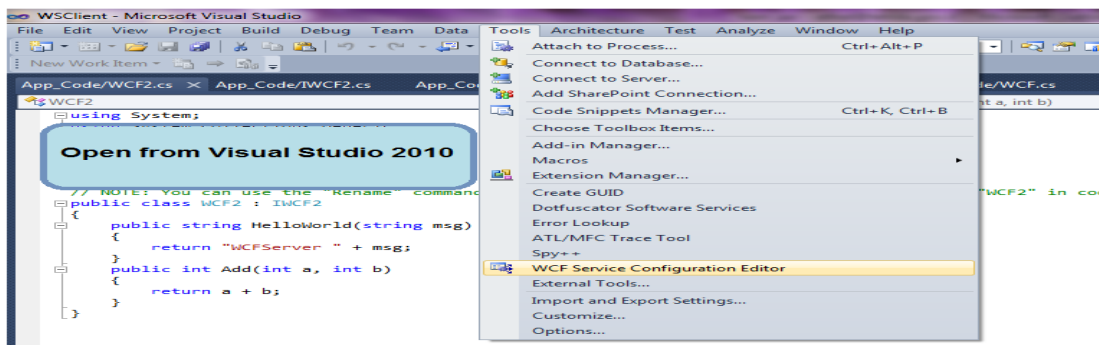 WSClient - Microsoft Visual Studio
File Edit View Project Build Debug Team Data Tools Architecture Test Analyze Window Help
New Work Item
App_Code/WCF2.cs App_Code/IWCF2.cs App_Co
e/WCF.cs
WCF2
t a, int b)
using System;
Open from Visual Studio 2010
// NOTE: You can use the "Rename" command
"WCF2" in co
public class WCF2 : IWCF2
{
public string HelloWorld(string msg)
{
return "WCFServer " + msg;
}
public int Add(int a, int b)
{
return a + b;
}
}
Attach to Process... Ctrl+Alt+P
Connect to Database...
Connect to Server...
Add SharePoint Connection...
Code Snippets Manager... Ctrl+K, Ctrl+B
Choose Toolbox Items...
Add-in Manager...
Macros
Extension Manager...
Create GUID
Dotfuscator Software Services
Error Lookup
ATL/MFC Trace Tool
Spy++
WCF Service Configuration Editor
External Tools...
Import and Export Settings...
Customize...
Options...